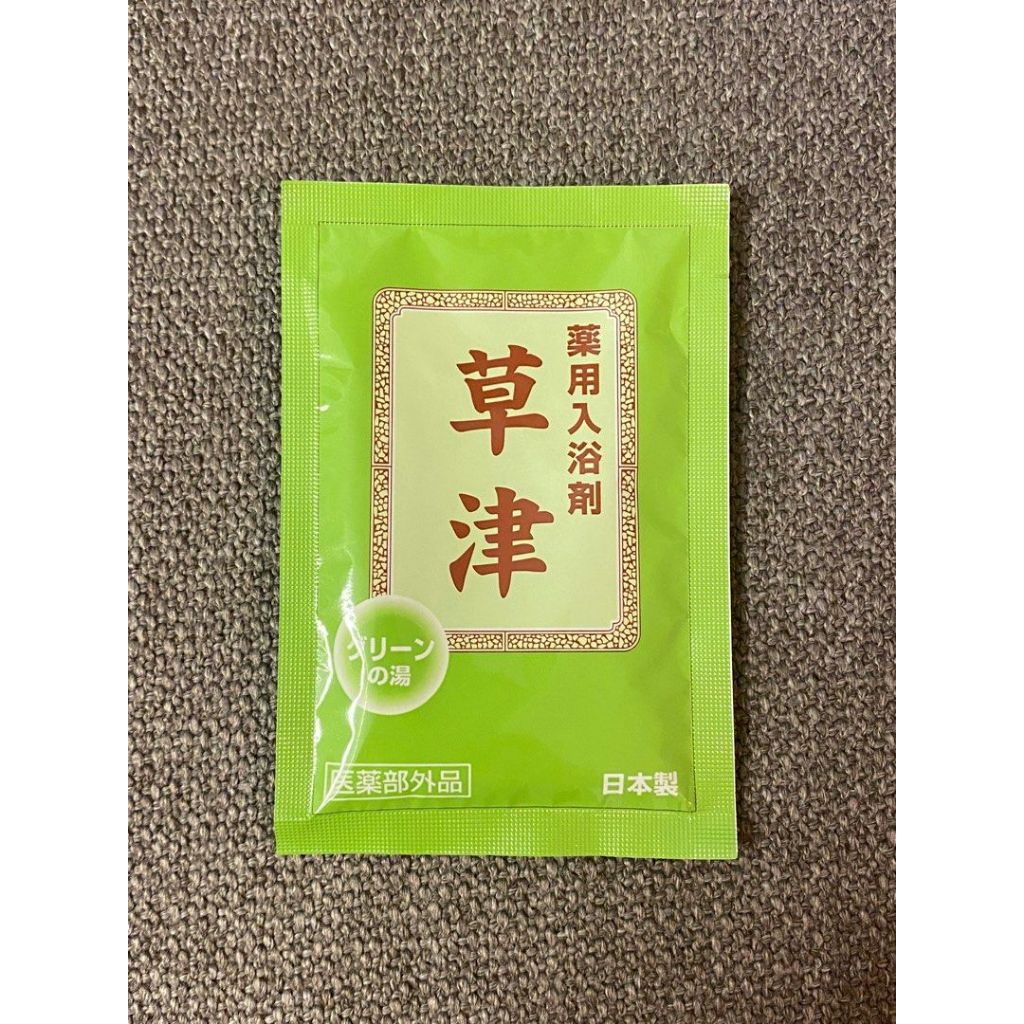 薬用入浴剤
草津
グリーン
の湯
医薬部外品
日本製